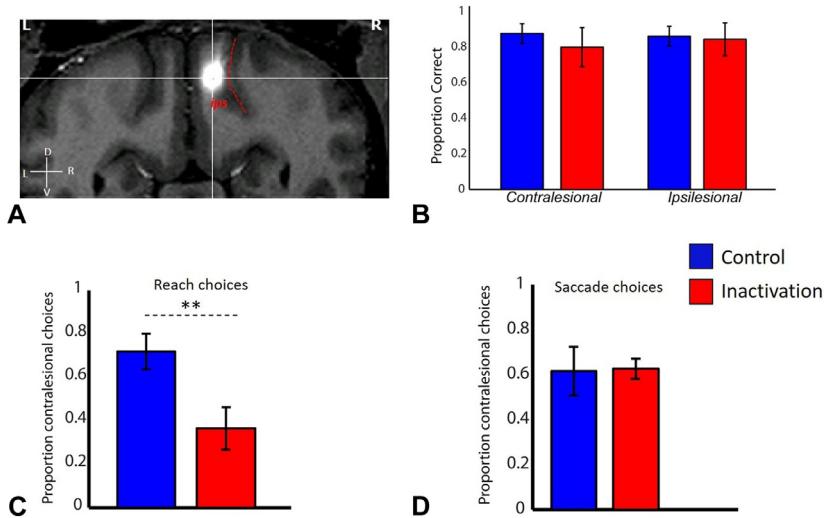 L
R
ips
D
L
R
V
A
Proportion Correct
1
0.8
0.6
0.4
0.2
0
Contralesional
Ipsilesional
B
Control
Inactivation
Proportion contralesional choices
1
0.8
0.6
0.4
0.2
0
Reach choices
**
C
Proportion contralesional choices
1
0.8
0.6
0.4
0.2
0
Saccade choices
D